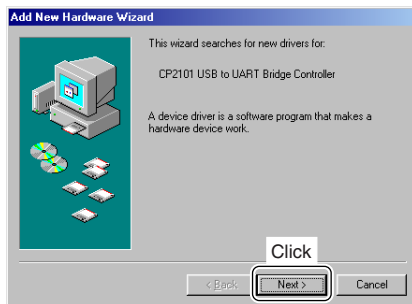 Add New Hardware Wizard
This wizard searches for new drivers for:
CP2101 USB to UART Bridge Controller
A device driver is a software program that makes a
hardware device work.
Click
< Back
Next >
Cancel